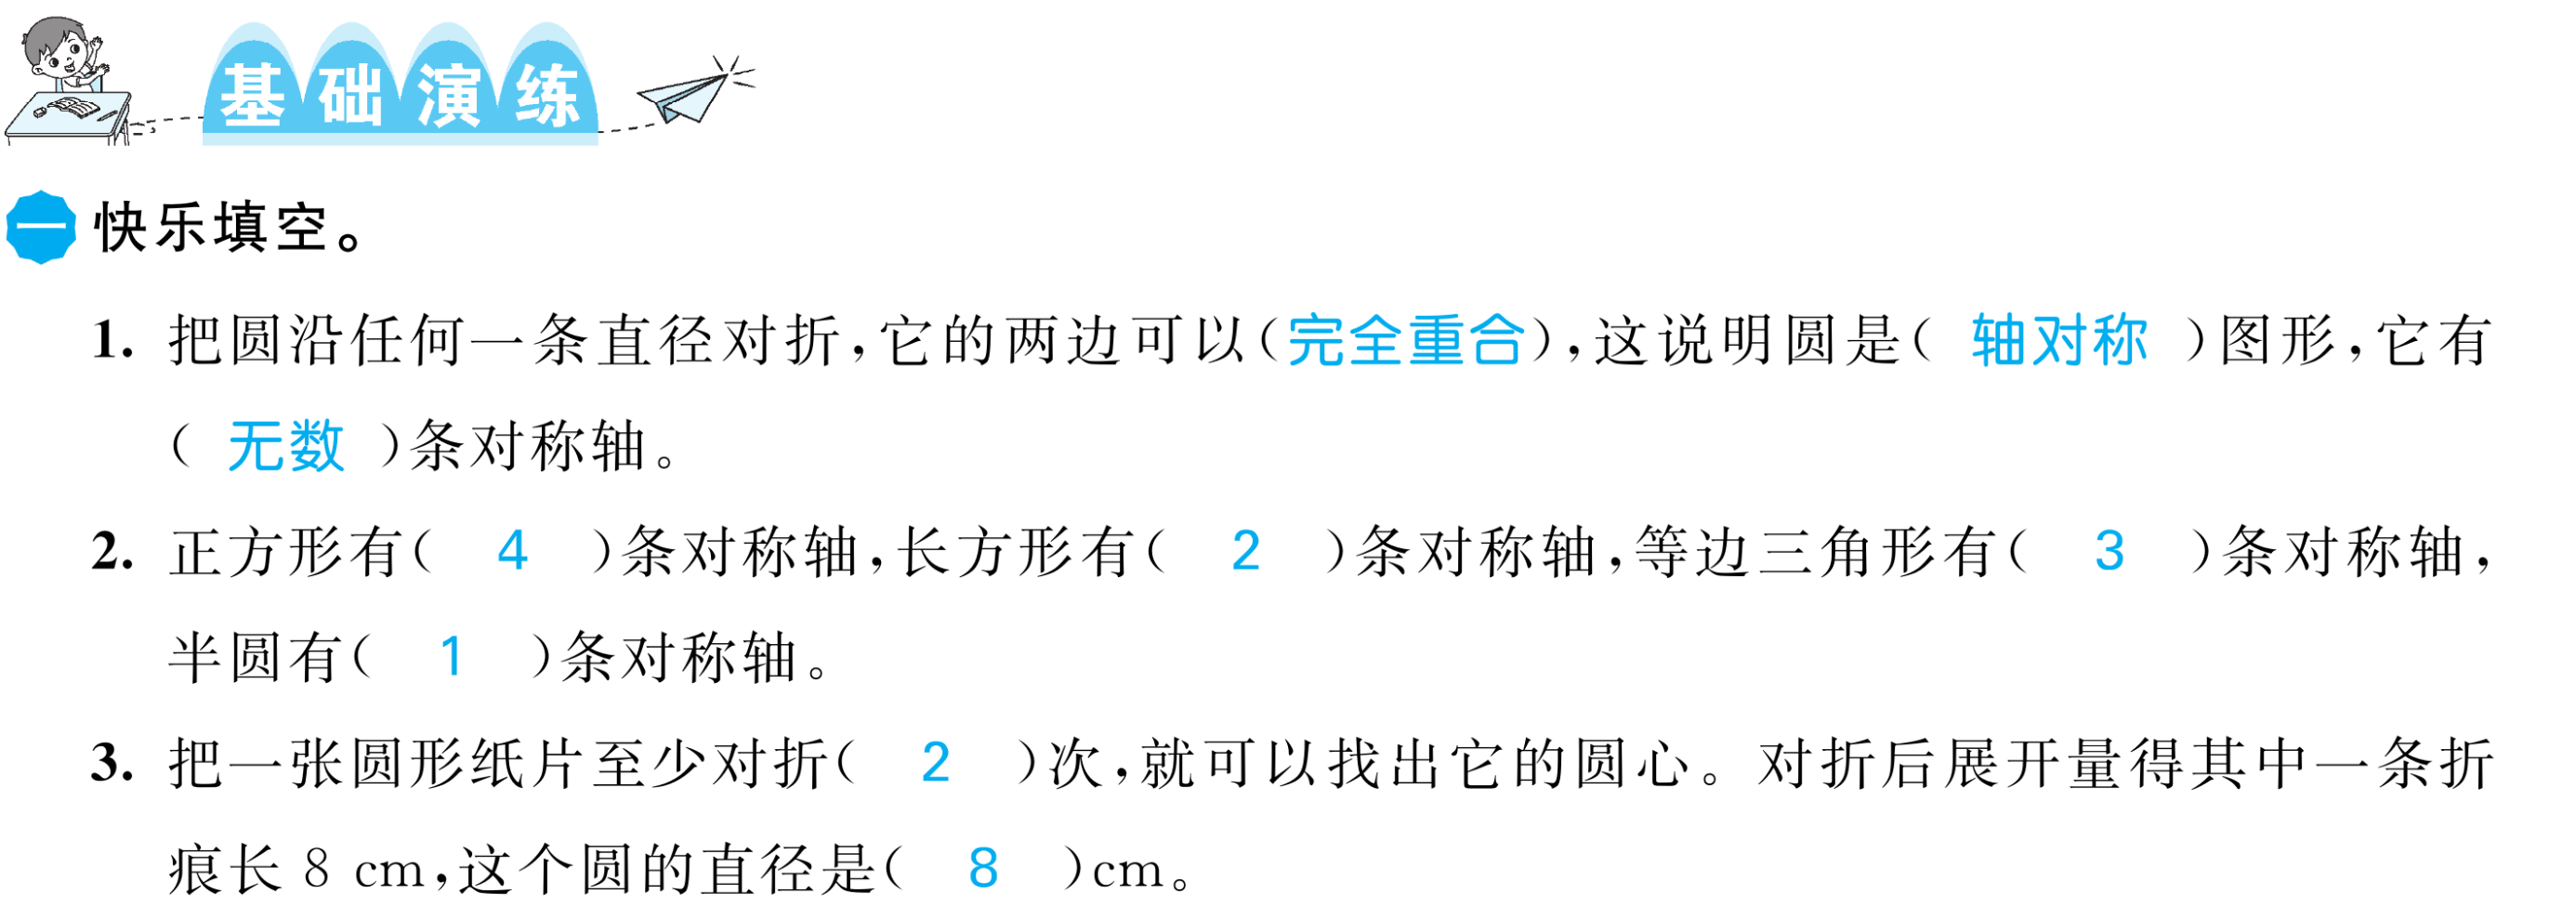 基础演练
一 快乐填空。
1. 把圆沿任何一条直径对折,它的两边可以(完全重合),这说明圆是( 轴对称 )图形,它有
( 无数 )条对称轴。
2. 正方形有( 4 )条对称轴,长方形有( 2 )条对称轴,等边三角形有( 3 )条对称轴,
半圆有( 1 )条对称轴。
3. 把一张圆形纸片至少对折( 2 )次,就可以找出它的圆心。对折后展开量得其中一条折
痕长 8 cm,这个圆的直径是( 8 )cm。